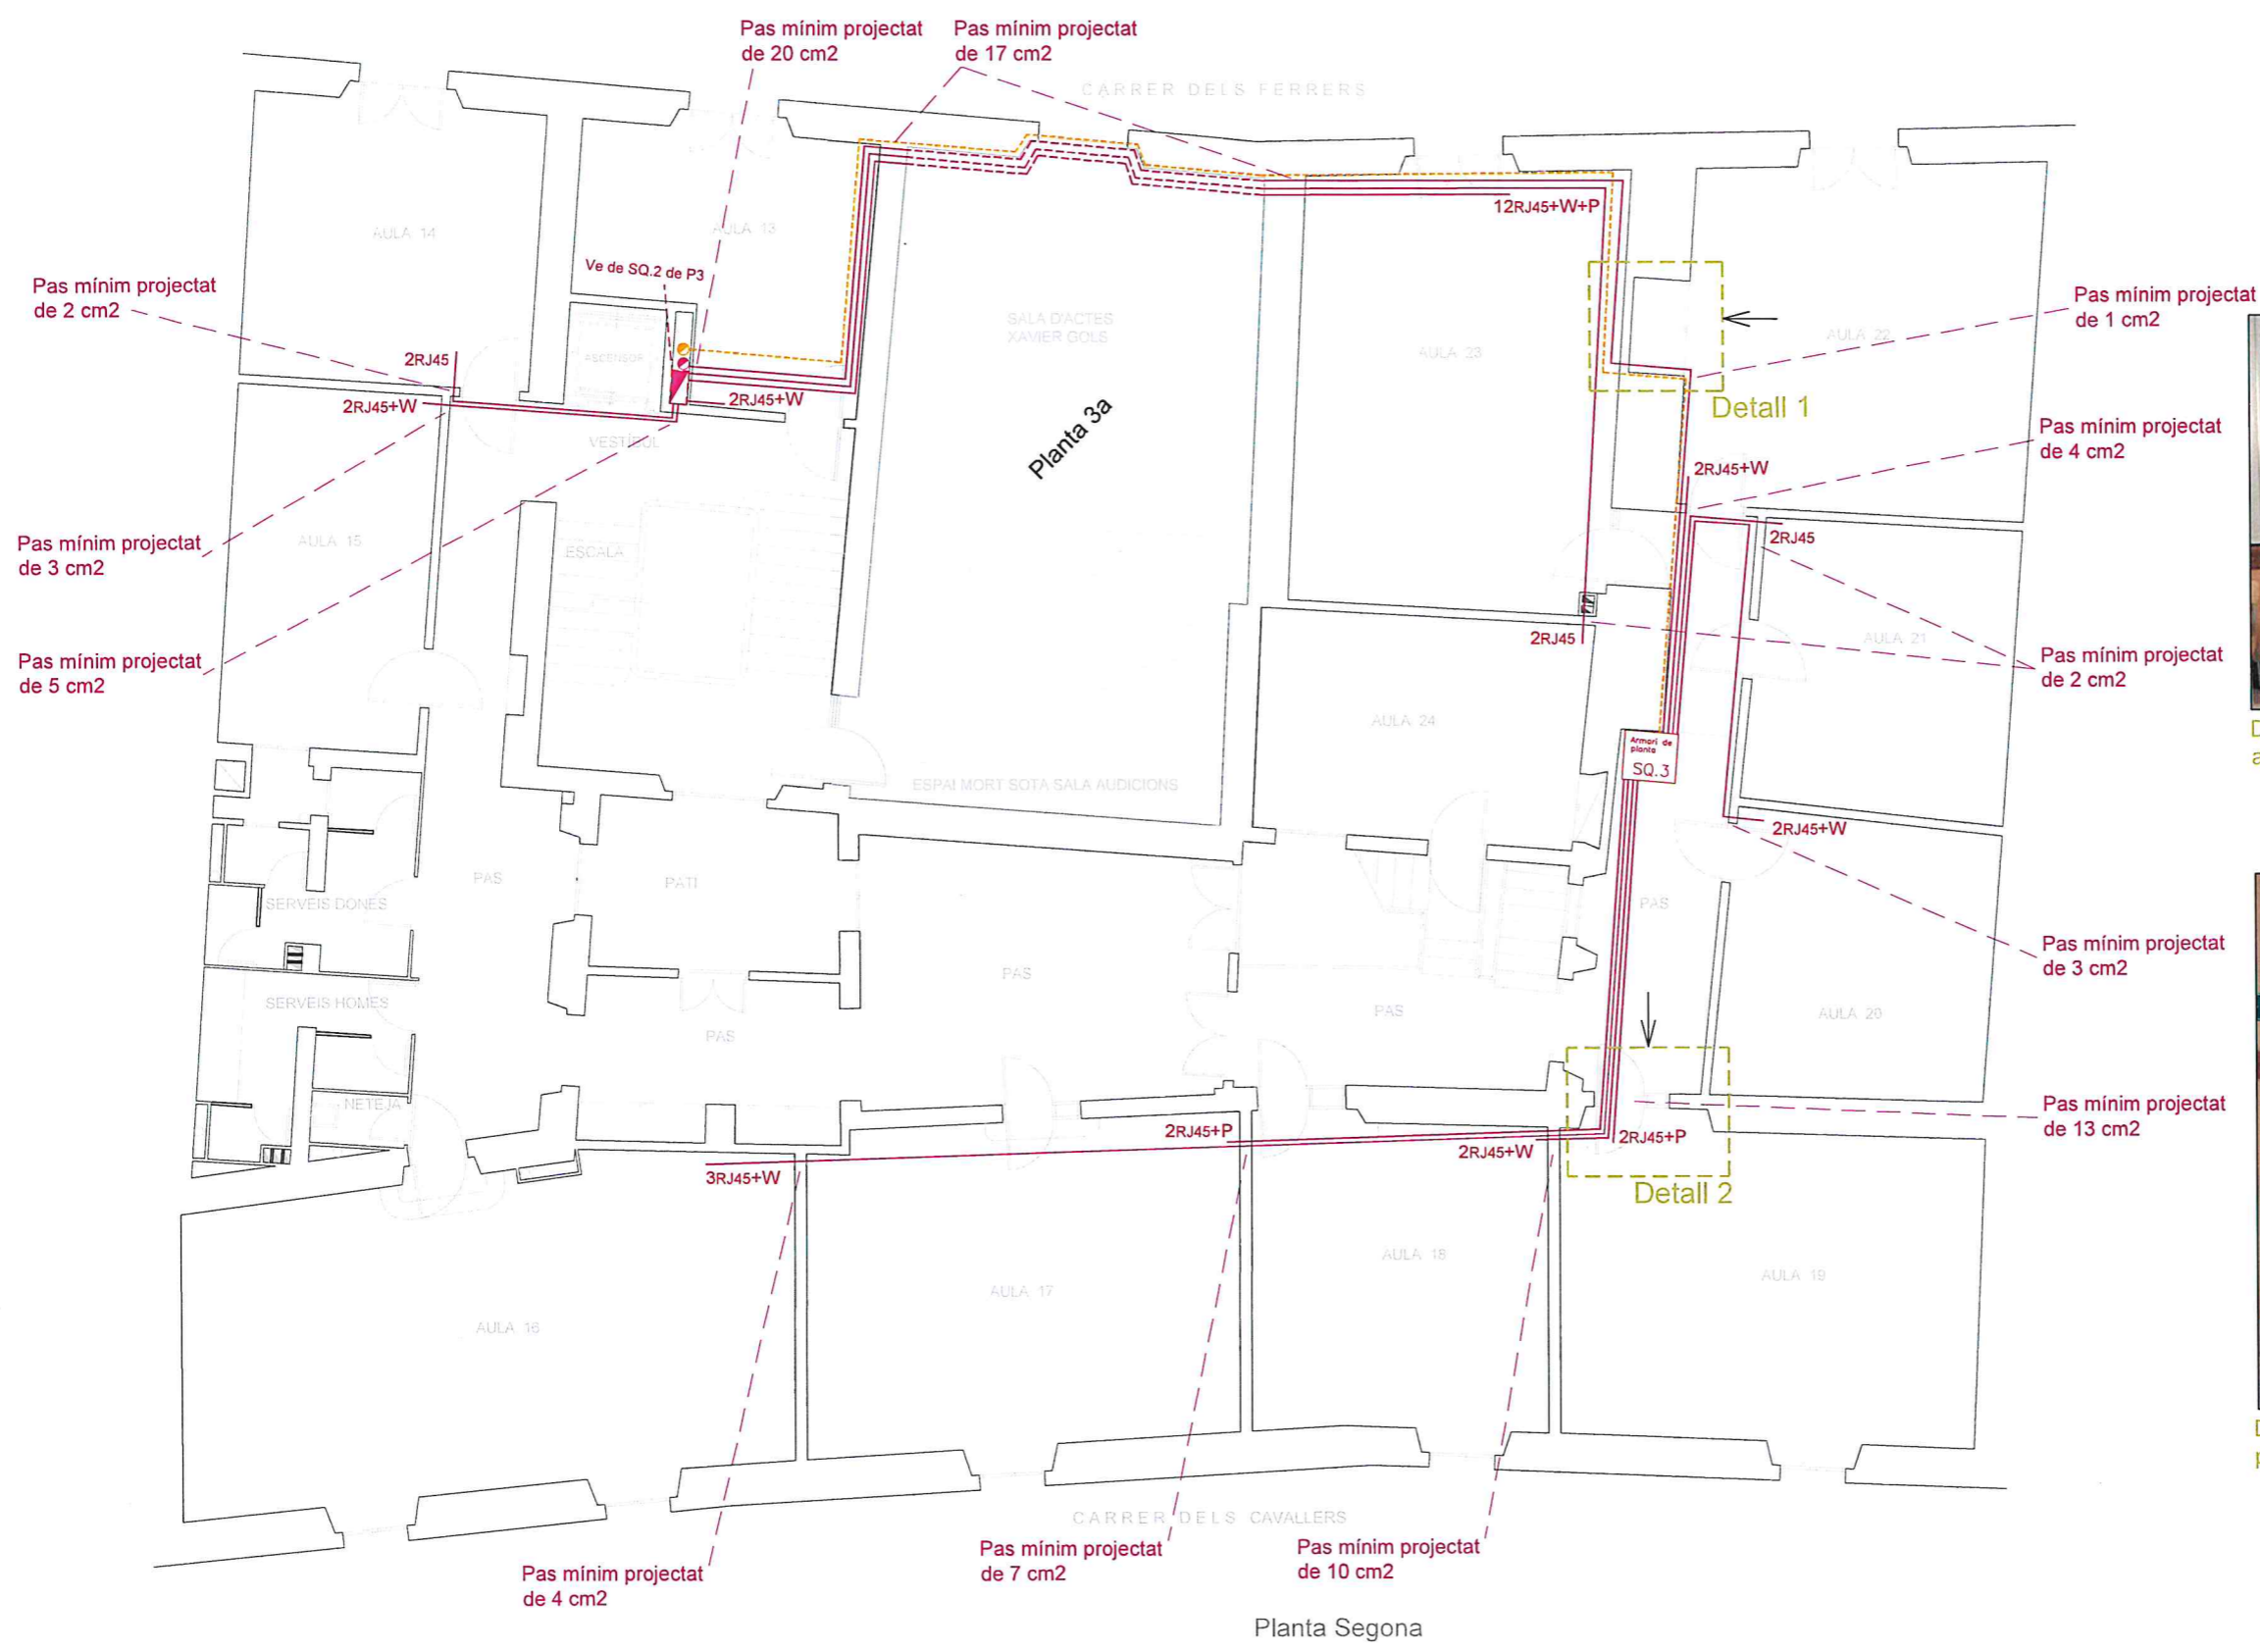 Pas mínim projectat
de 20 cm2
Pas mínim projectat
de 17 cm2
CARRER DELS FERRERS
12RJ45+W+P
AULA 14
AULA 13
Ve de SQ.2 de P3
Pas mínim projectat
de 2 cm2
SALA D'ACTES
XAVIER GOLS
AULA 23
AULA 22
Pas mínim projectat
de 1 cm2
2RJ45
ASCENSOR
2RJ45+W
2RJ45+W
Detall 1
VESTÍBUL
Planta 3a
Pas mínim projectat
de 4 cm2
2RJ45+W
Pas mínim projectat
de 3 cm2
AULA 15
ESCALA
2RJ45
2RJ45
AULA 21
Pas mínim projectat
de 5 cm2
Pas mínim projectat
de 2 cm2
AULA 24
Armari de
planta
SQ.3
ESPAI MORT SOTA SALA AUDICIONS
2RJ45+W
PAS
PATI
SERVEIS DONES
PAS
PAS
Pas mínim projectat
de 3 cm2
SERVEIS HOMES
PAS
PAS
AULA 20
NETEJA
Pas mínim projectat
de 13 cm2
2RJ45+P
2RJ45+W
2RJ45+P
3RJ45+W
Detall 2
AULA 16
AULA 17
AULA 18
AULA 19
CARRER DELS CAVALLERS
Pas mínim projectat
de 4 cm2
Pas mínim projectat
de 7 cm2
Pas mínim projectat
de 10 cm2
Planta Segona